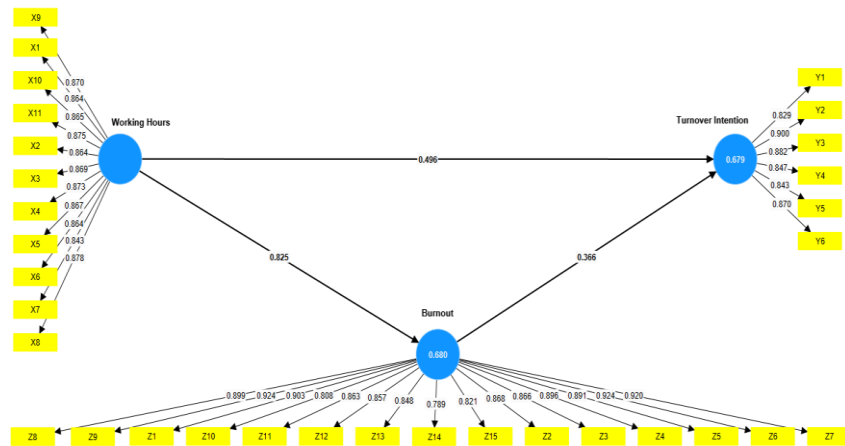 X9
X1
X10
X11
X2
X3
X4
X5
X6
X7
X8
0.870
0.864
0.865
0.875
0.864
0.869
0.873
0.867
0.864
0.843
0.878
Working Hours
0.496
0.825
0.366
Turnover Intention
0.679
0.829
0.900
0.882
0.847
0.843
0.870
Y1
Y2
Y3
Y4
Y5
Y6
Burnout
0.680
0.899
0.924
0.903
0.808
0.863
0.857
0.848
0.789
0.821
0.868
0.866
0.896
0.891
0.924
0.920
Z8
Z9
Z1
Z10
Z11
Z12
Z13
Z14
Z15
Z2
Z3
Z4
Z5
Z6
Z7